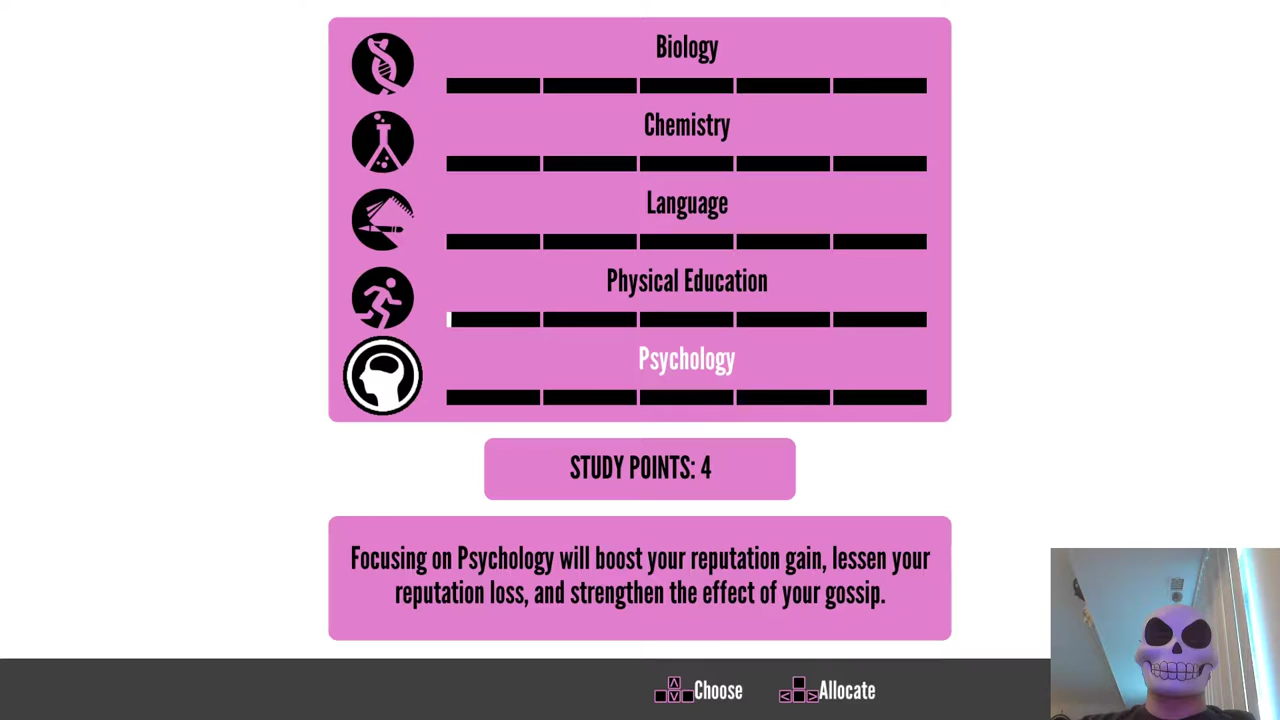 Biology
Chemistry
Language
Physical Education
Psychology
STUDY POINTS: 4
Focusing on Psychology will boost your reputation gain, lessen your
reputation loss, and strengthen the effect of your gossip.
Choose
Allocate